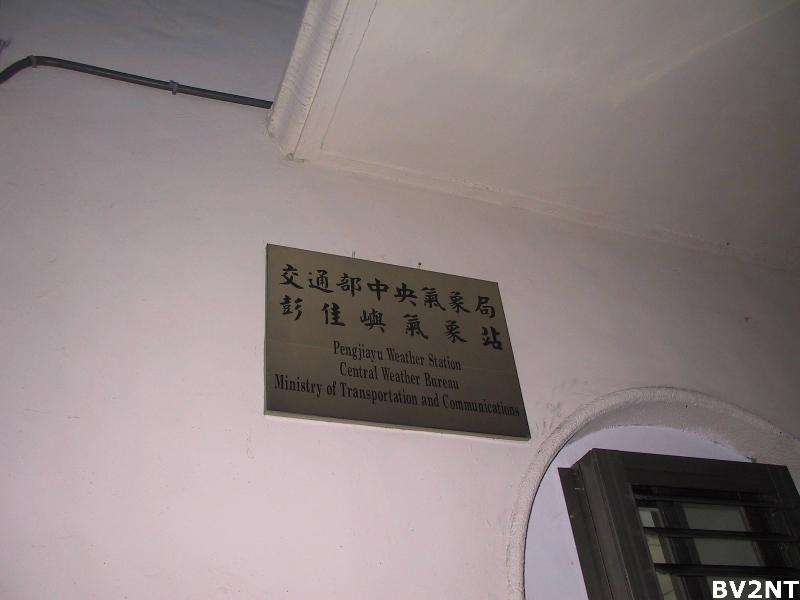 交通部中央氣象局
彭佳嶼氣象站
Pengjiayu Weather Station
Central Weather Bureau
Ministry of Transportation and Communications
BV2NT